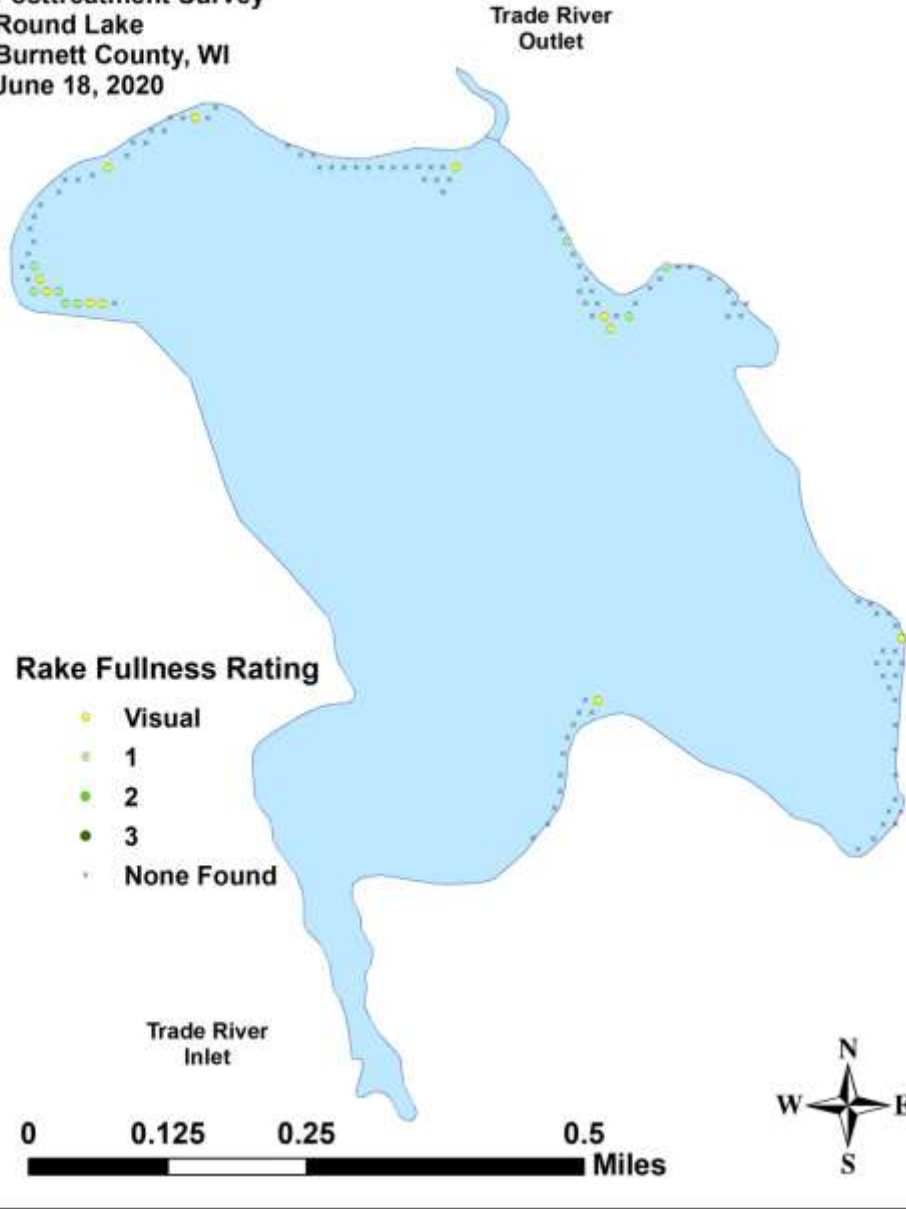 Round Lake
Burnett County, WI
June 18, 2020
Trade River
Outlet
Rake Fullness Rating
Visual
1
2
3
None Found
Trade River
Inlet
0 0.125 0.25 0.5
Miles
N
W E
S